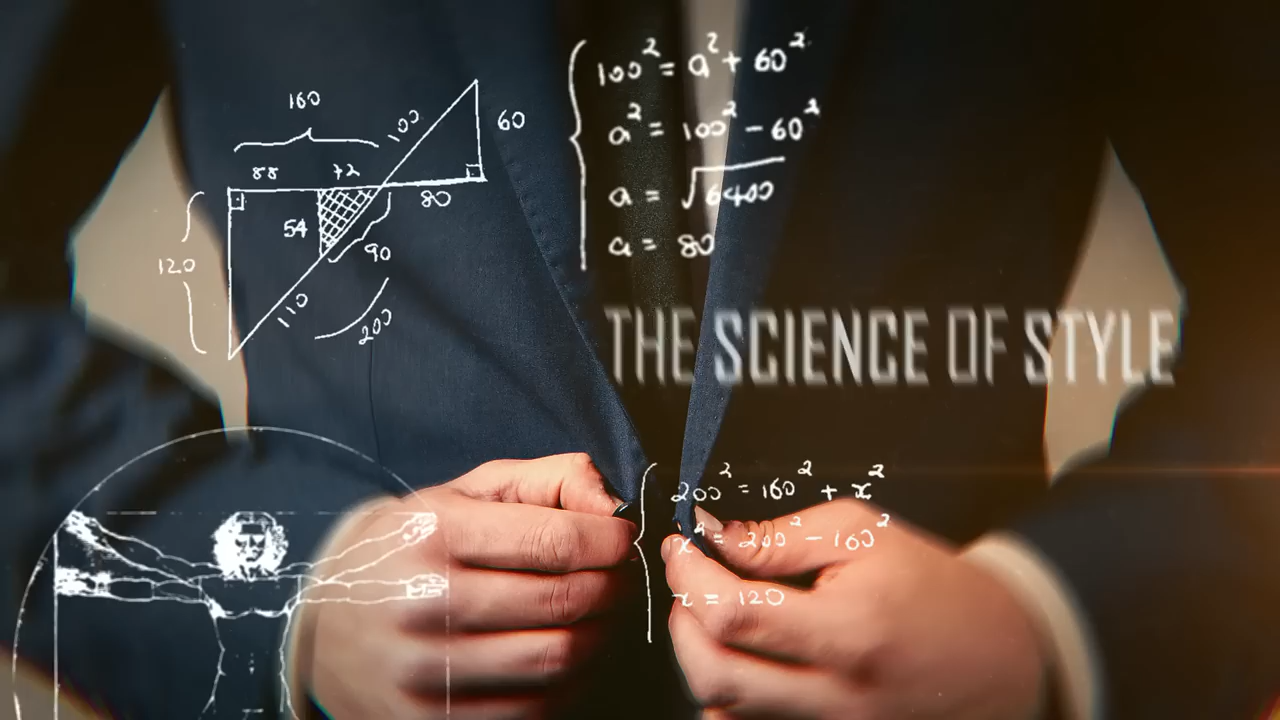 160
100
60
88 72
80
54
90
120
110
200
100² = a² + 60²
a² = 100² - 60²
a = √6400
a = 80
THE SCIENCE OF STYLE
200² = 160² + x²
x² = 200² - 160²
x = 120